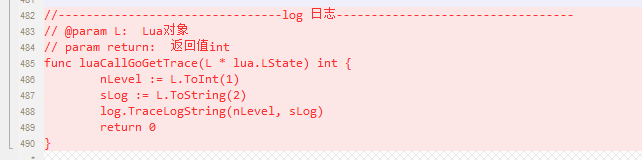 482 //------------------------------log 日志---------------------------------
483 // @param L:  Lua对象
484 // param return:  返回值int
485 func luaCallGoGetTrace(L * lua.LState) int {
486 nLevel := L.ToInt(1)
487 sLog := L.ToString(2)
488 log.TraceLogString(nLevel, sLog)
489 return 0
490 }